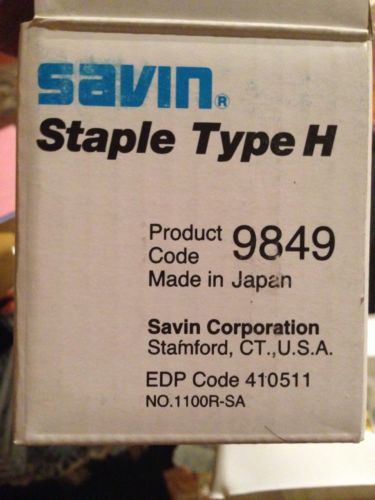 savin®
Staple Type H
Product Code 9849
Made in Japan
Savin Corporation
Stamford, CT.,U.S.A.
EDP Code 410511
NO.1100R-SA